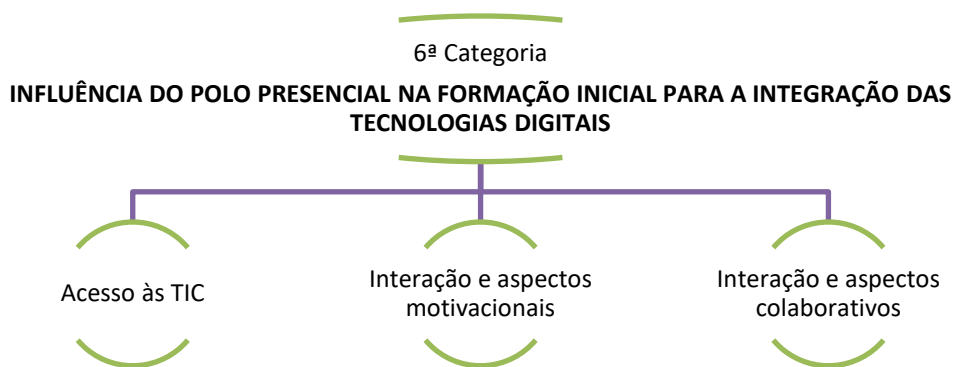 6ª Categoria
INFLUÊNCIA DO POLO PRESENCIAL NA FORMAÇÃO INICIAL PARA A INTEGRAÇÃO DAS
TECNOLOGIAS DIGITAIS
Acesso às TIC
Interação e aspectos
motivacionais
Interação e aspectos
colaborativos